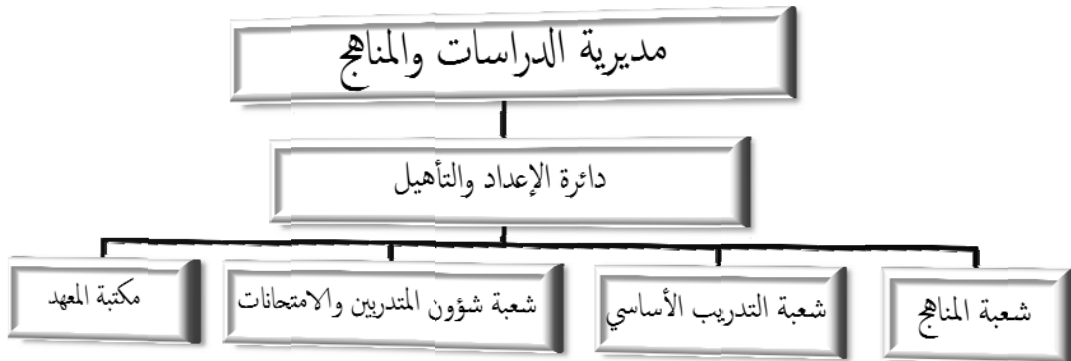 مديرية الدراسات والمناهج
دائرة الإعداد والتأهيل
شعبة المناهج
شعبة التدريب الأساسي
شعبة شؤون المتدربين والامتحانات
مكتبة المعهد